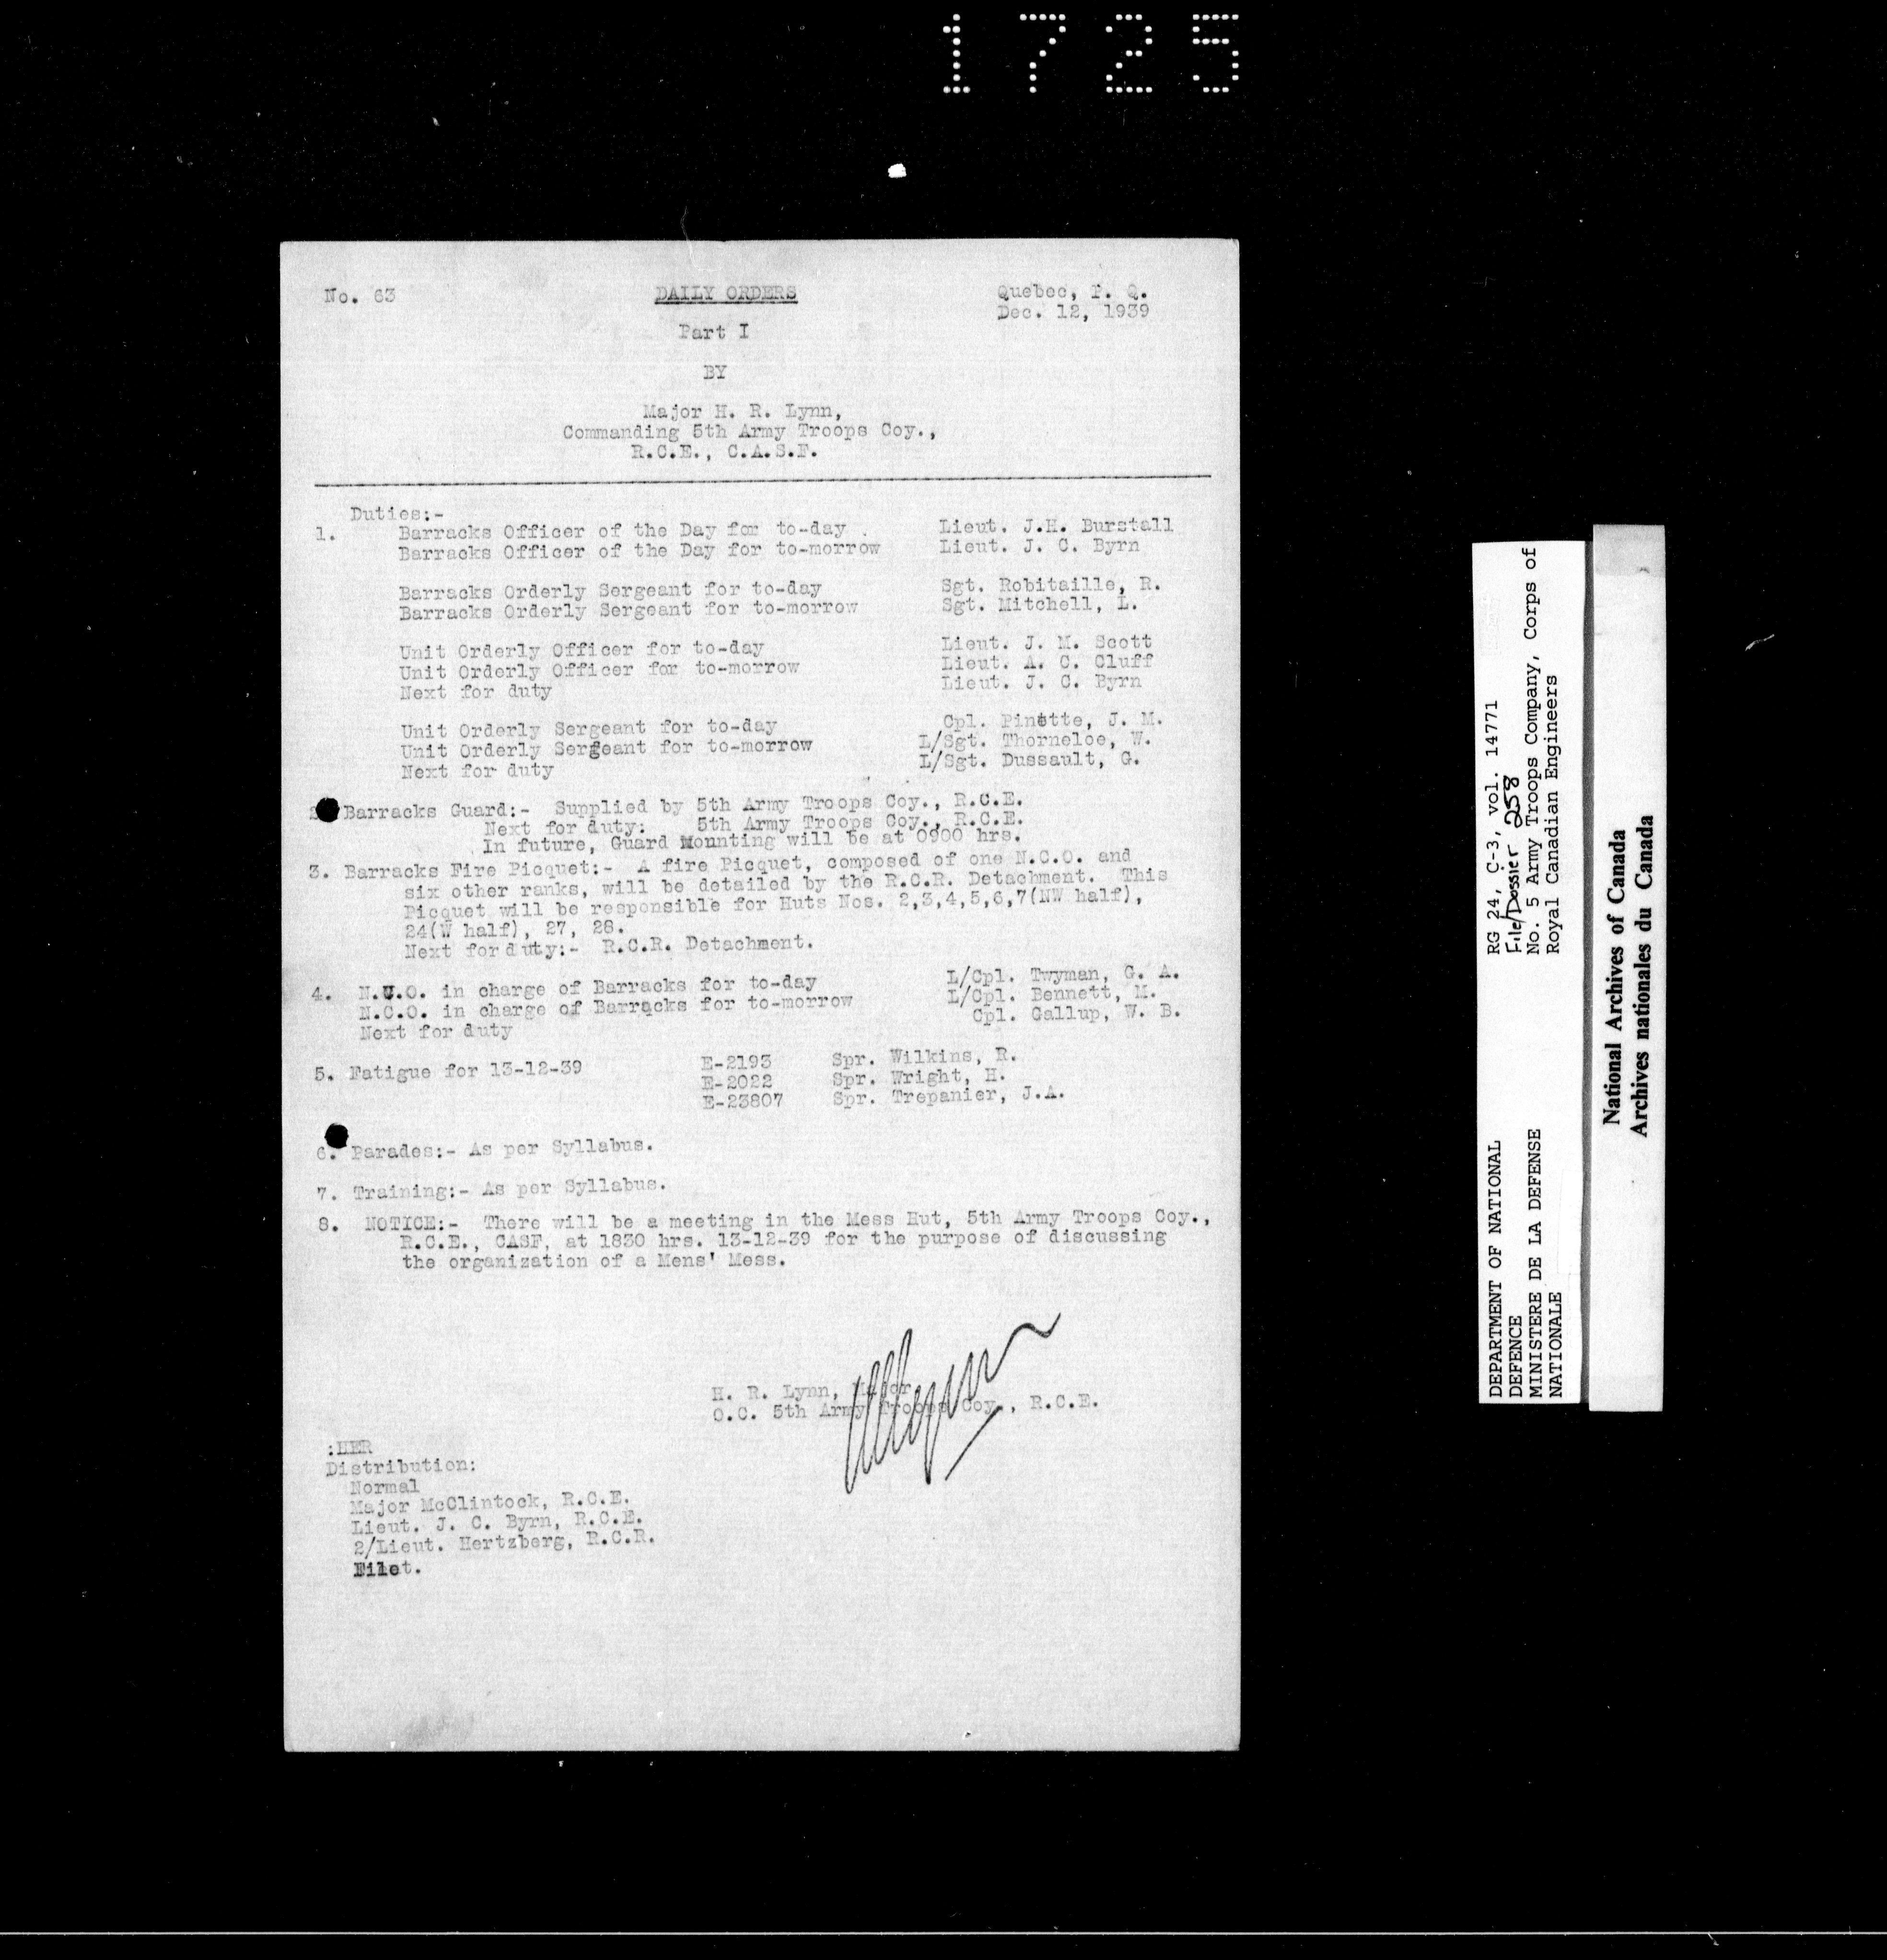 1725
No. 63 DAILY ORDERS Quebec, P. Q.
Dec. 12, 1939
Part I
BY
Major H. R. Lynn,
Commanding 5th Army Troops Coy.,
R.C.E., C.A.S.F.
Duties:-
1. Barracks Officer of the Day for to-day Lieut. J.H. Burstall
Barracks Officer of the Day for to-morrow Lieut. J. C. Byrn
Barracks Orderly Sergeant for to-day Sgt. Robitaille, R.
Barracks Orderly Sergeant for to-morrow Sgt. Mitchell, L.
Unit Orderly Officer for to-day Lieut. J. M. Scott
Unit Orderly Officer for to-morrow Lieut. A. C. Cluff
Next for duty Lieut. J. C. Byrn
Unit Orderly Sergeant for to-day Cpl. Pinette, J. M.
Unit Orderly Sergeant for to-morrow L/Sgt. Thorneloe, W.
Next for duty L/Sgt. Dussault, G.
2. Barracks Guard:- Supplied by 5th Army Troops Coy., R.C.E.
Next for duty: 5th Army Troops Coy., R.C.E.
In future, Guard Mounting will be at 0900 hrs.
3. Barracks Fire Picquet:- A fire Picquet, composed of one N.C.O. and
six other ranks, will be detailed by the R.C.R. Detachment. This
Picquet will be responsible for Huts Nos. 2,3,4,5,6,7(NW half),
24(W half), 27, 28.
Next for duty:- R.C.R. Detachment.
4. N.C.O. in charge of Barracks for to-day L/Cpl. Twyman, G. A.
N.C.O. in charge of Barracks for to-morrow L/Cpl. Bennett, M.
Next for duty Cpl. Gallup, W. B.
5. Fatigue for 13-12-39 E-2193 Spr. Wilkins, R.
E-2022 Spr. Wright, H.
E-23807 Spr. Trepanier, J.A.
6. Parades:- As per Syllabus.
7. Training:- As per Syllabus.
8. NOTICE:- There will be a meeting in the Mess Hut, 5th Army Troops Coy.,
R.C.E., CASF, at 1830 hrs. 13-12-39 for the purpose of discussing
the organization of a Mens' Mess.
H. R. Lynn, Major
O.C. 5th Army Troops Coy., R.C.E.
:HER
Distribution:
Normal
Major McClintock, R.C.E.
Lieut. J. C. Byrn, R.C.E.
2/Lieut. Hertzberg, R.C.R.
File.
DEPARTMENT OF NATIONAL
DEFENCE
MINISTERE DE LA DEFENSE
NATIONALE
RG 24, C-3, vol. 14771
File/Dossier 258
No. 5 Army Troops Company, Corps of
Royal Canadian Engineers
National Archives of Canada
Archives nationales du Canada